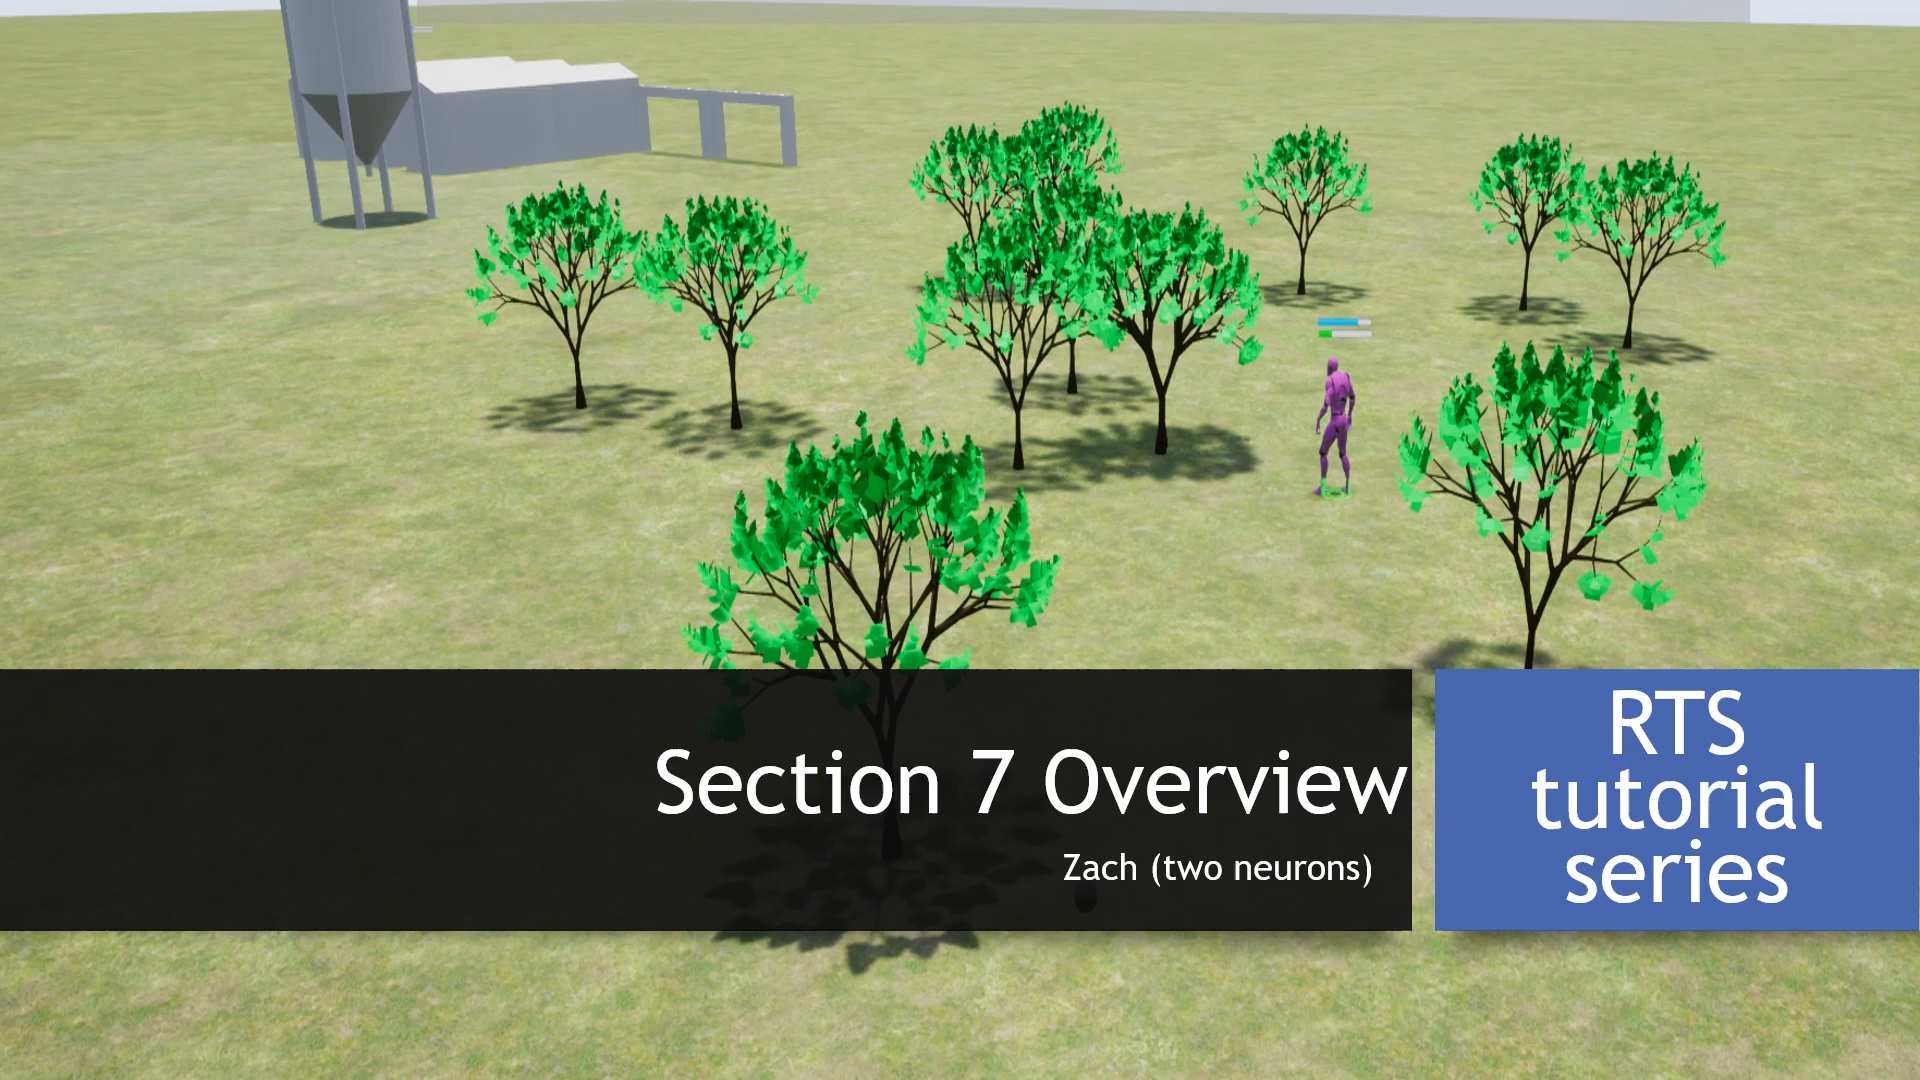 Section 7 Overview
Zach (two neurons)
RTS
tutorial
series